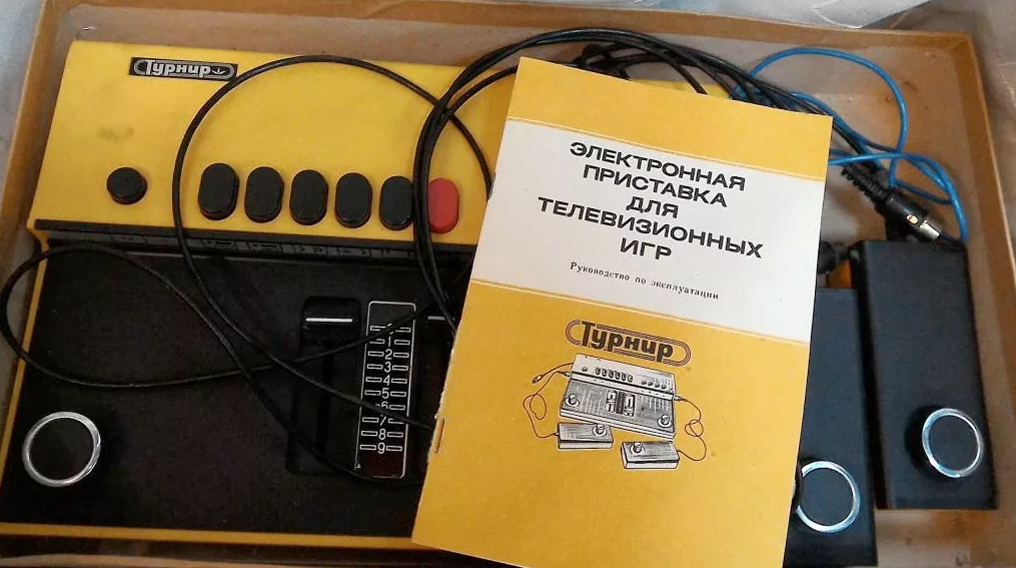 Турнир
ЭЛЕКТРОННАЯ
ПРИСТАВКА
ДЛЯ
ТЕЛЕВИЗИОННЫХ
ИГР
Руководство по эксплуатации
Турнир
1
2
3
4
5
6
7
8
9